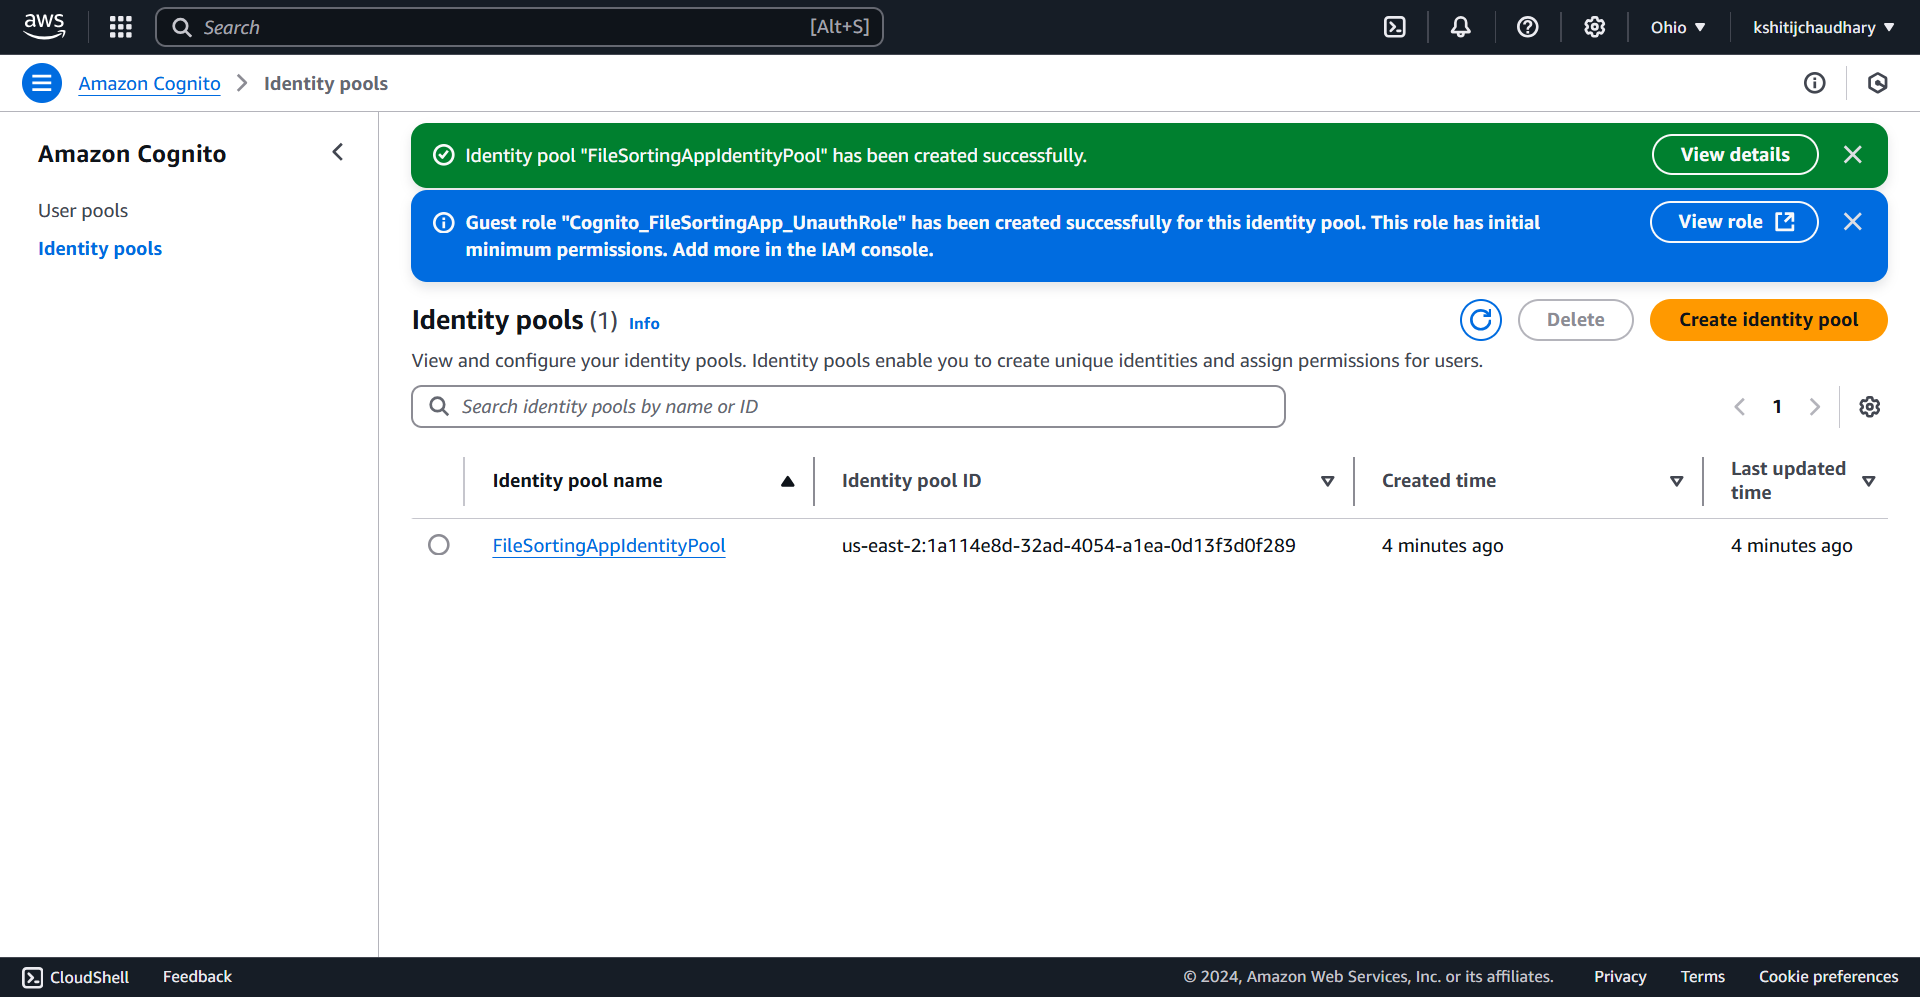 aws
Search
[Alt+S]
Ohio
kshitijchaudhary
Amazon Cognito
Identity pools
Amazon Cognito
User pools
Identity pools
Identity pool "FileSortingAppIdentityPool" has been created successfully.
View details
Guest role "Cognito_FileSortingApp_UnauthRole" has been created successfully for this identity pool. This role has initial
minimum permissions. Add more in the IAM console.
View role
Identity pools (1) Info
Delete
Create identity pool
View and configure your identity pools. Identity pools enable you to create unique identities and assign permissions for users.
Search identity pools by name or ID
1
Identity pool name
Identity pool ID
Created time
Last updated
time
FileSortingAppIdentityPool
us-east-2:1a114e8d-32ad-4054-a1ea-0d13f3d0f289
4 minutes ago
4 minutes ago
CloudShell
Feedback
© 2024, Amazon Web Services, Inc. or its affiliates.
Privacy
Terms
Cookie preferences